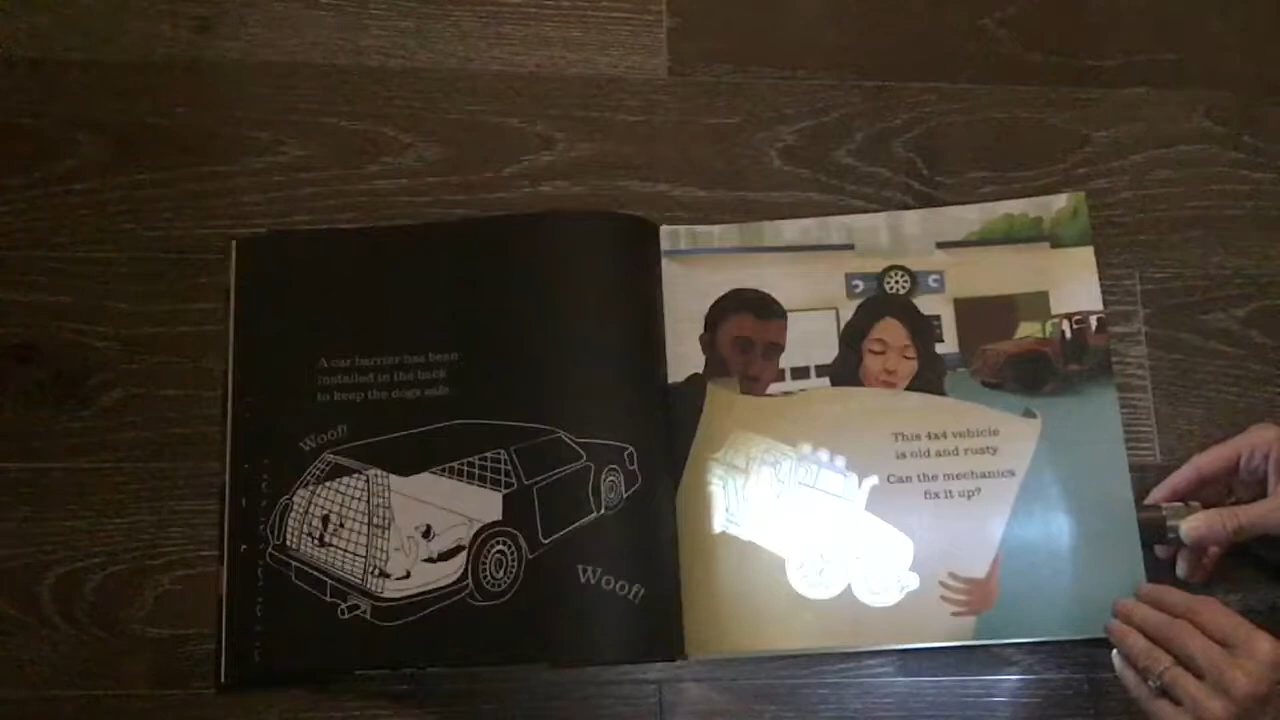 A car barrier has been
installed in the back
to keep the dogs safe.
Woof!
Woof!
This 4x4 vehicle
is old and rusty
Can the mechanics
fix it up?